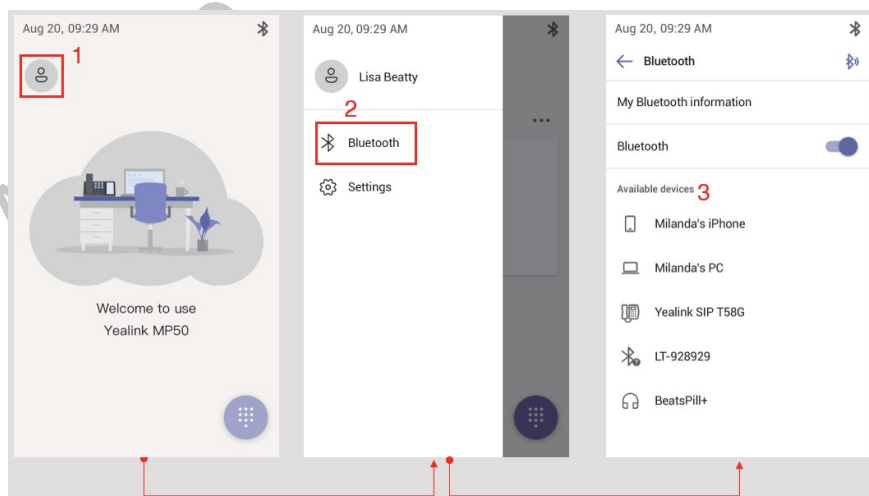 Aug 20, 09:29 AM
1
Welcome to use
Yealink MP50
Aug 20, 09:29 AM
Lisa Beatty
2
Bluetooth
Settings
Aug 20, 09:29 AM
Bluetooth
My Bluetooth information
Bluetooth
Available devices 3
Milanda's iPhone
Milanda's PC
Yealink SIP T58G
LT-928929
BeatsPill+